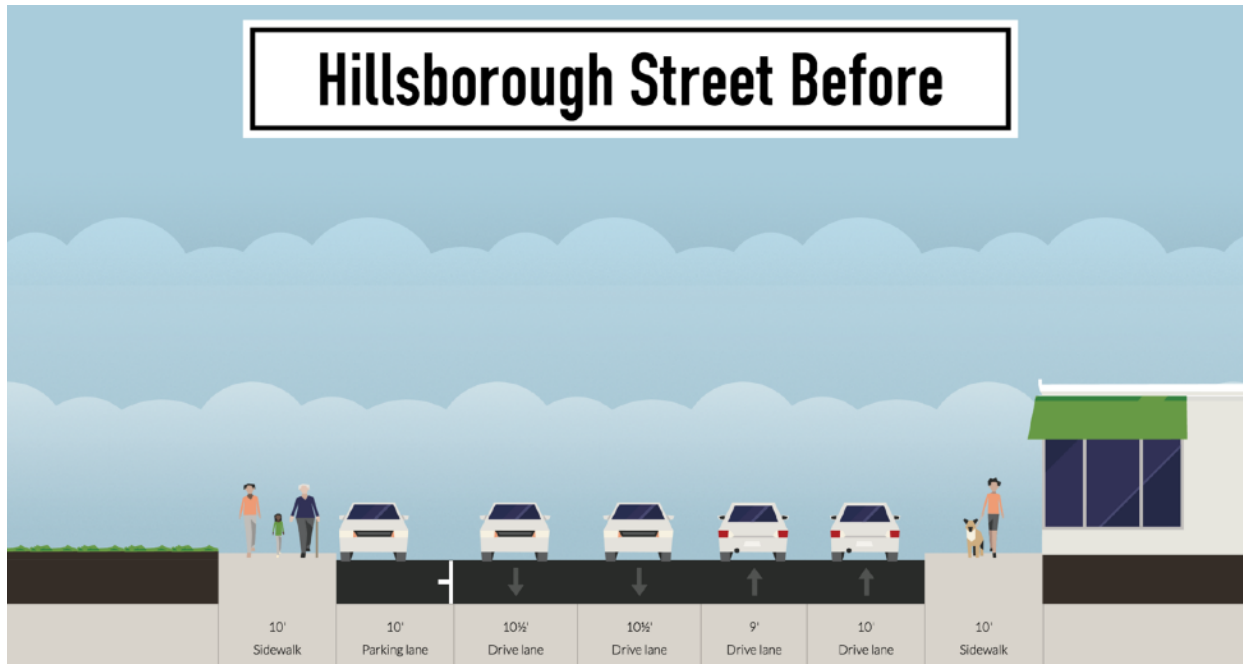 Hillsborough Street Before
10'
Sidewalk
10'
Parking lane
10½'
Drive lane
10½'
Drive lane
9'
Drive lane
10'
Drive lane
10'
Sidewalk